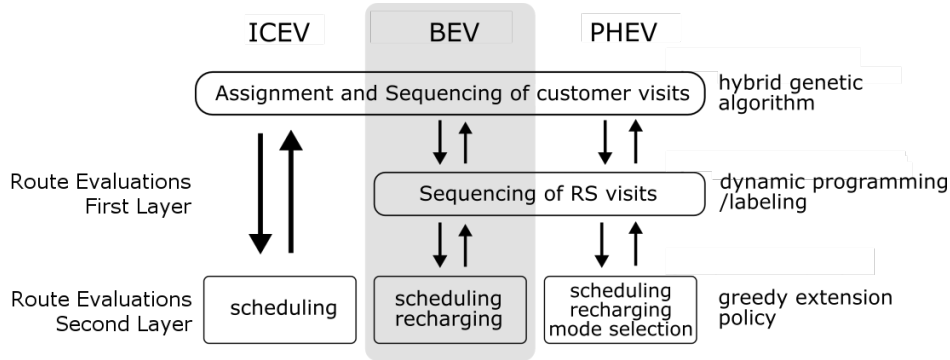 ICEV BEV PHEV
Assignment and Sequencing of customer visits
hybrid genetic
algorithm
Route Evaluations
First Layer
Sequencing of RS visits
dynamic programming
/labeling
Route Evaluations
Second Layer
scheduling
scheduling
recharging
scheduling
recharging
mode selection
greedy extension
policy